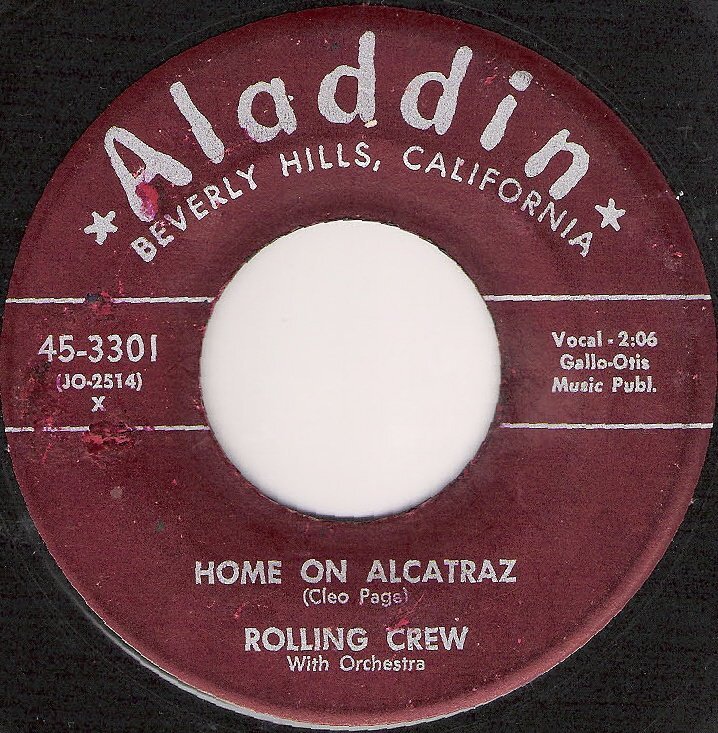 Aladdin
BEVERLY HILLS, CALIFORNIA
45-3301
(JO-2514)
X
Vocal - 2:06
Gallo-Otis
Music Publ.
HOME ON ALCATRAZ
(Cleo Page)
ROLLING CREW
With Orchestra